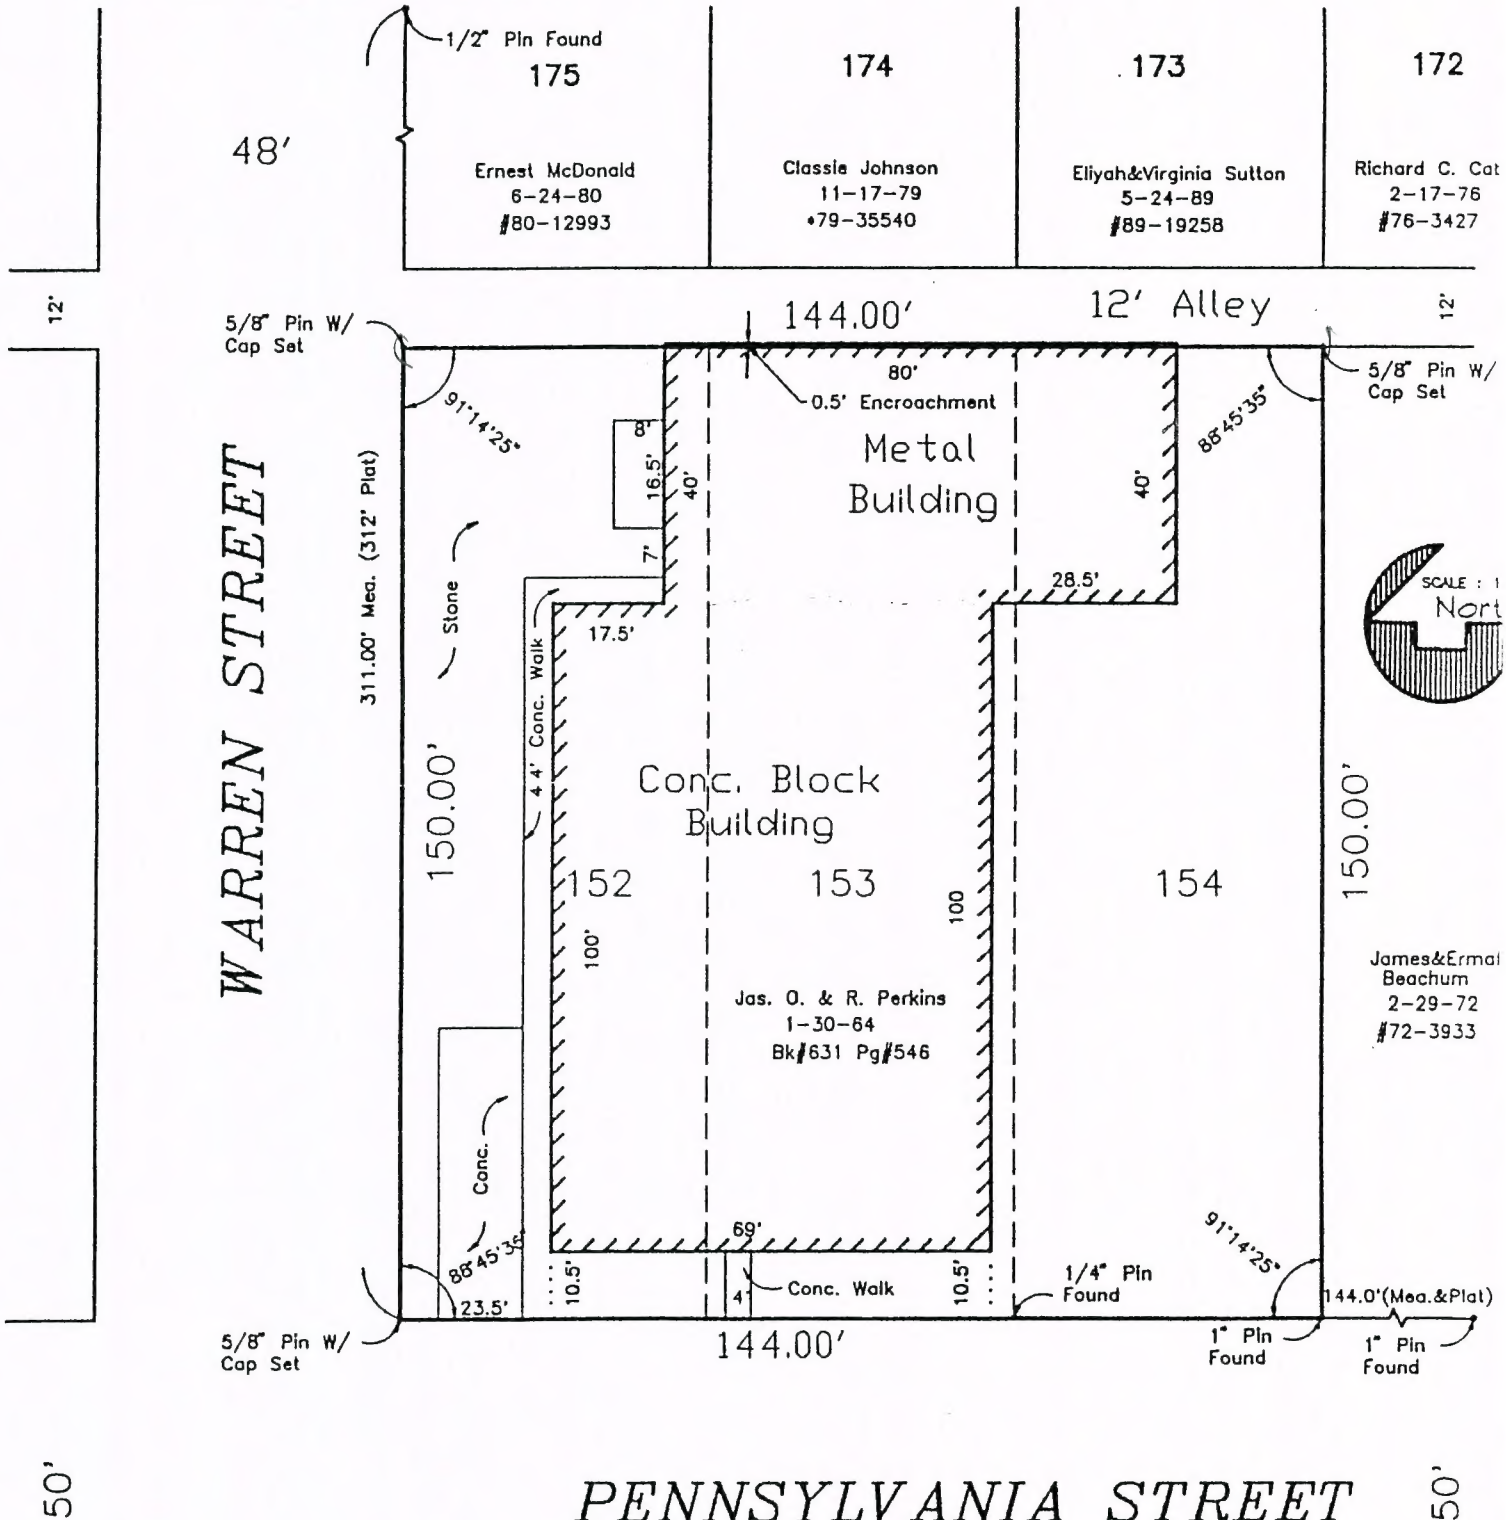 1/2" Pin Found
175
174
173
172
48'
Ernest McDonald
6-24-80
#80-12993
Classie Johnson
11-17-79
79-35540
Eliyah&Virginia Sutton
5-24-89
#89-19258
Richard C. Cat
2-17-76
#76-3427
12'
144.00'
12' Alley
12'
5/8" Pin W/
Cap Set
5/8" Pin W/
Cap Set
80'
0.5' Encroachment
91°14'25"
88°45'35"
8'
16.5'
40'
Metal
Building
40'
7'
WARREN STREET
311.00' Mea. (312' Plat)
Stone
28.5'
17.5'
SCALE : 1
Nort
4.4' Conc. Walk
150.00'
Conc. Block
Building
150.00'
152
153
154
100'
100
Jas. O. & R. Perkins
1-30-64
Bk#631 Pg#546
James&Ermal
Beachum
2-29-72
#72-3933
Conc.
88°45'35"
91°14'25"
69'
10.5'
10.5'
4'
Conc. Walk
1/4" Pin
Found
23.5'
144.0'(Mea.&Plat)
5/8" Pin W/
Cap Set
144.00'
1" Pin
Found
1" Pin
Found
50'
PENNSYLVANIA STREET
50'